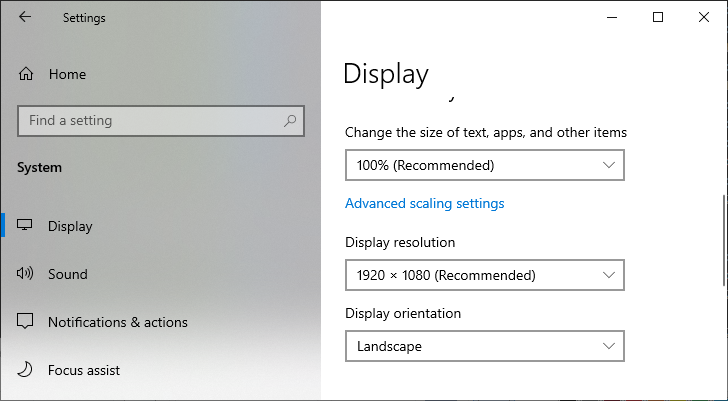 Settings
Home
Find a setting
System
Display
Sound
Notifications & actions
Focus assist
Display
Change the size of text, apps, and other items
100% (Recommended)
Advanced scaling settings
Display resolution
1920 × 1080 (Recommended)
Display orientation
Landscape